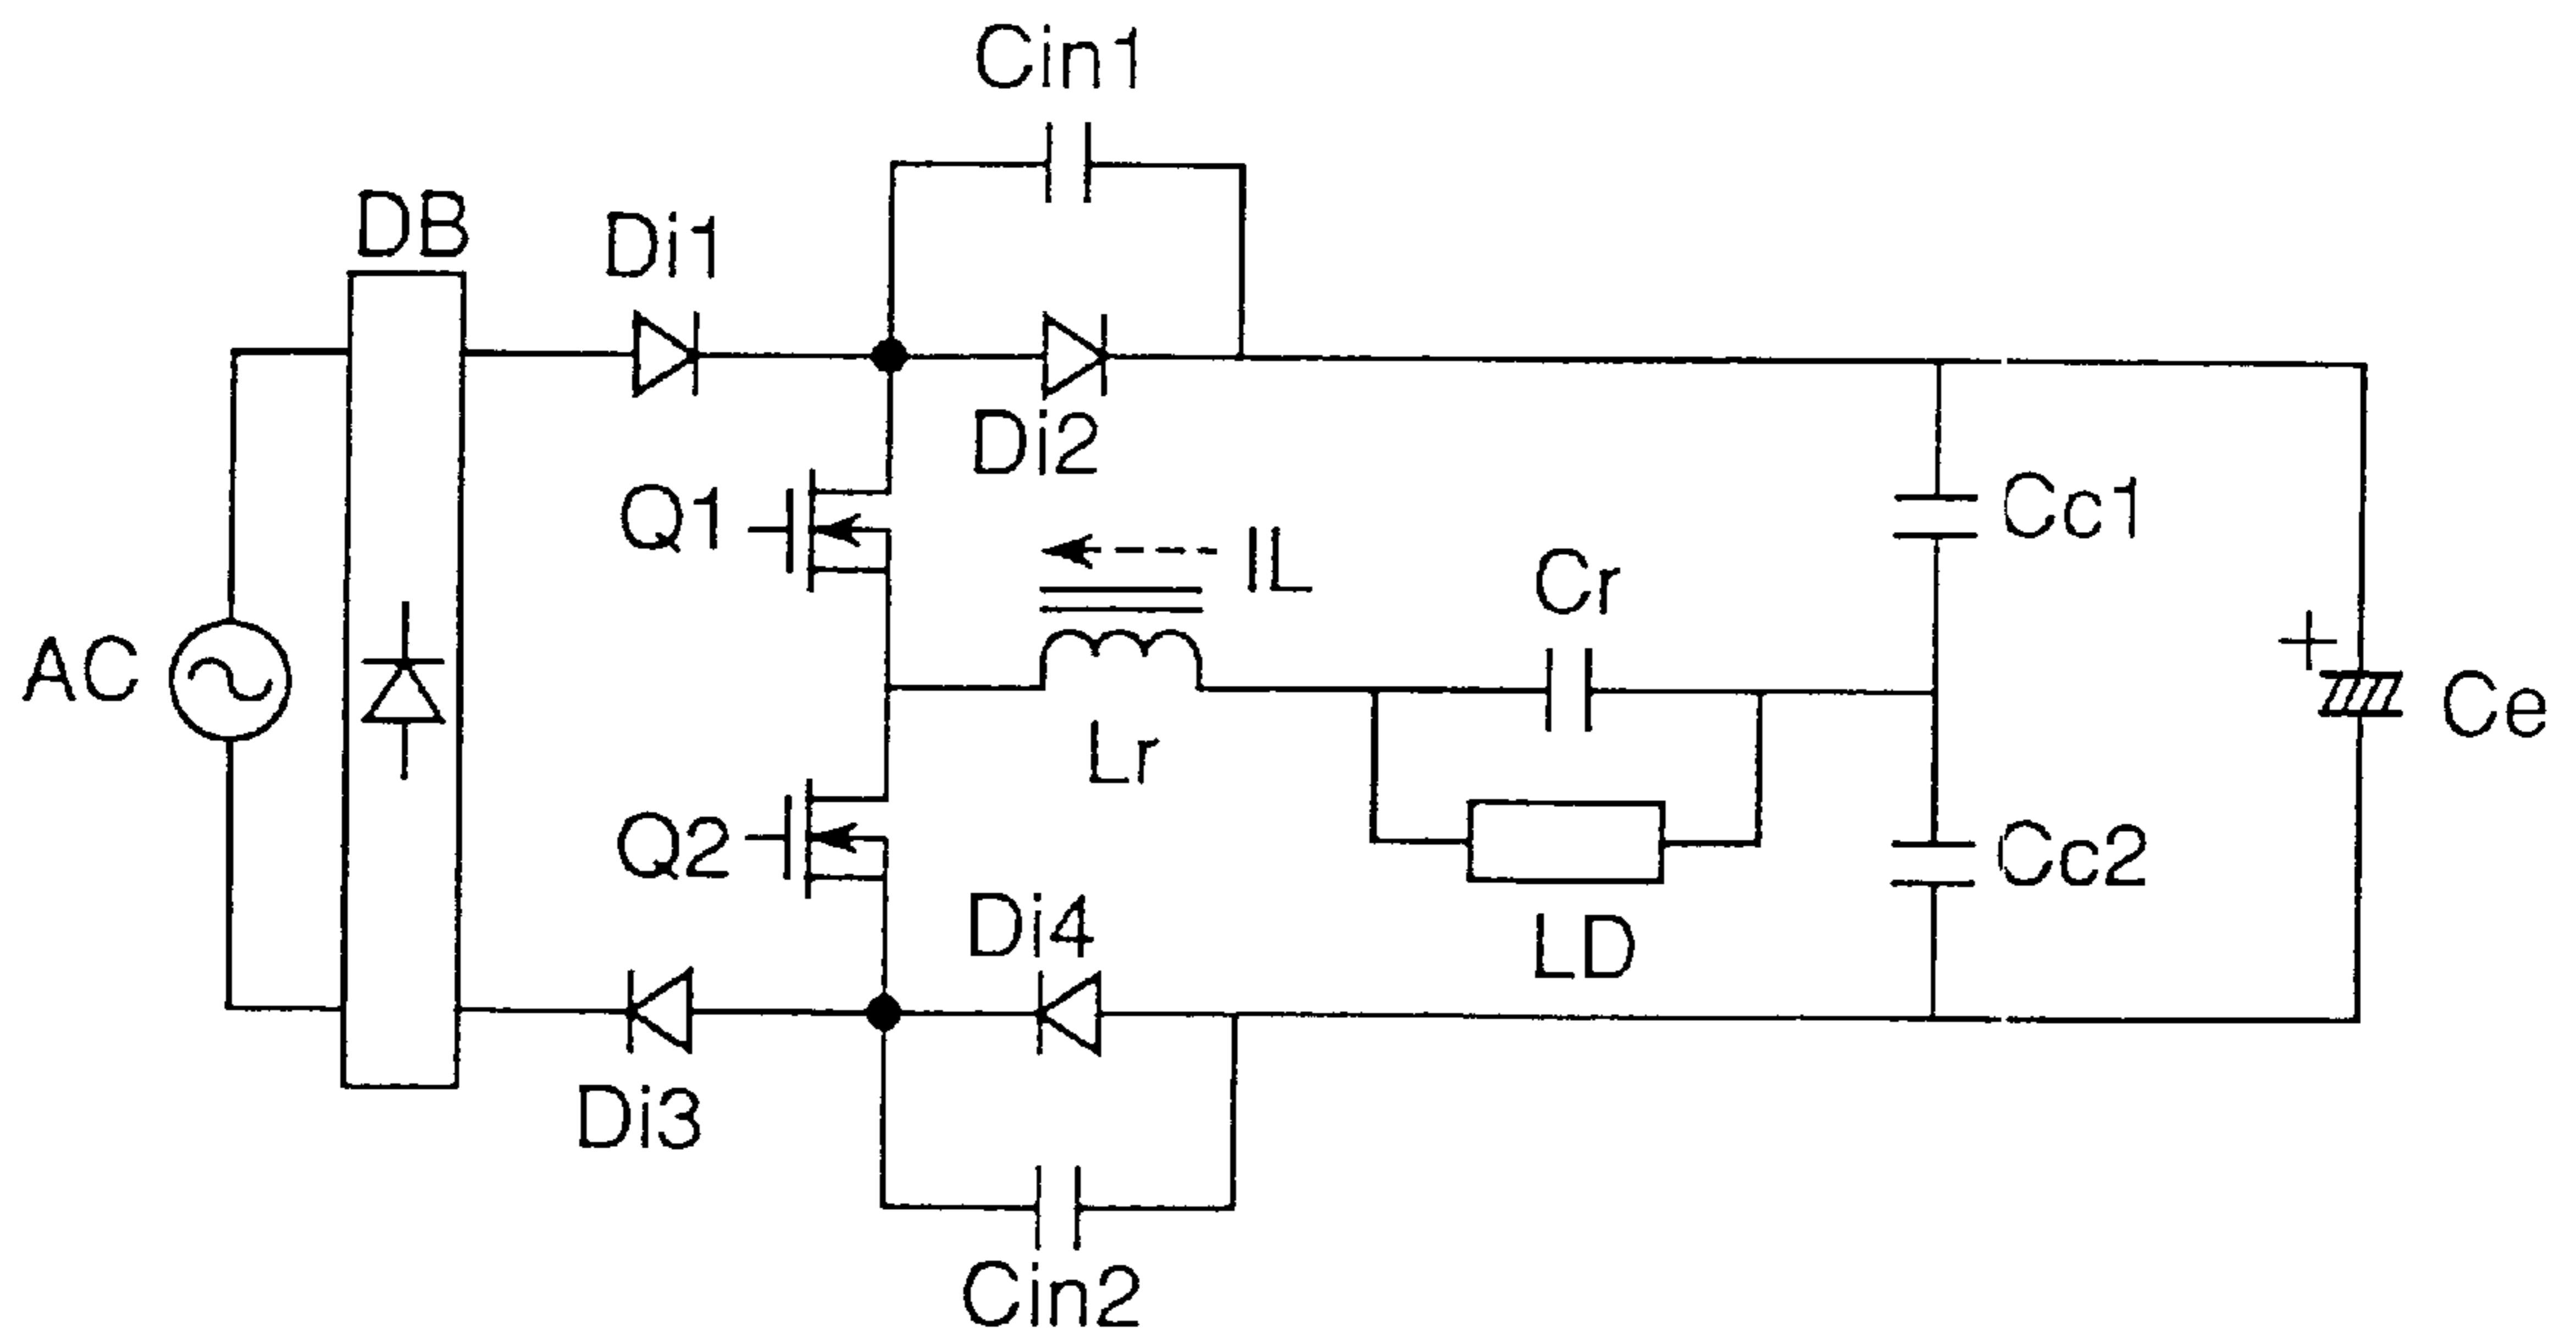 Cin1
DB
Di1
Di2
Q1
IL
Cr
Cc1
AC
+
Ce
Lr
Q2
Cc2
Di4
LD
Di3
Cin2